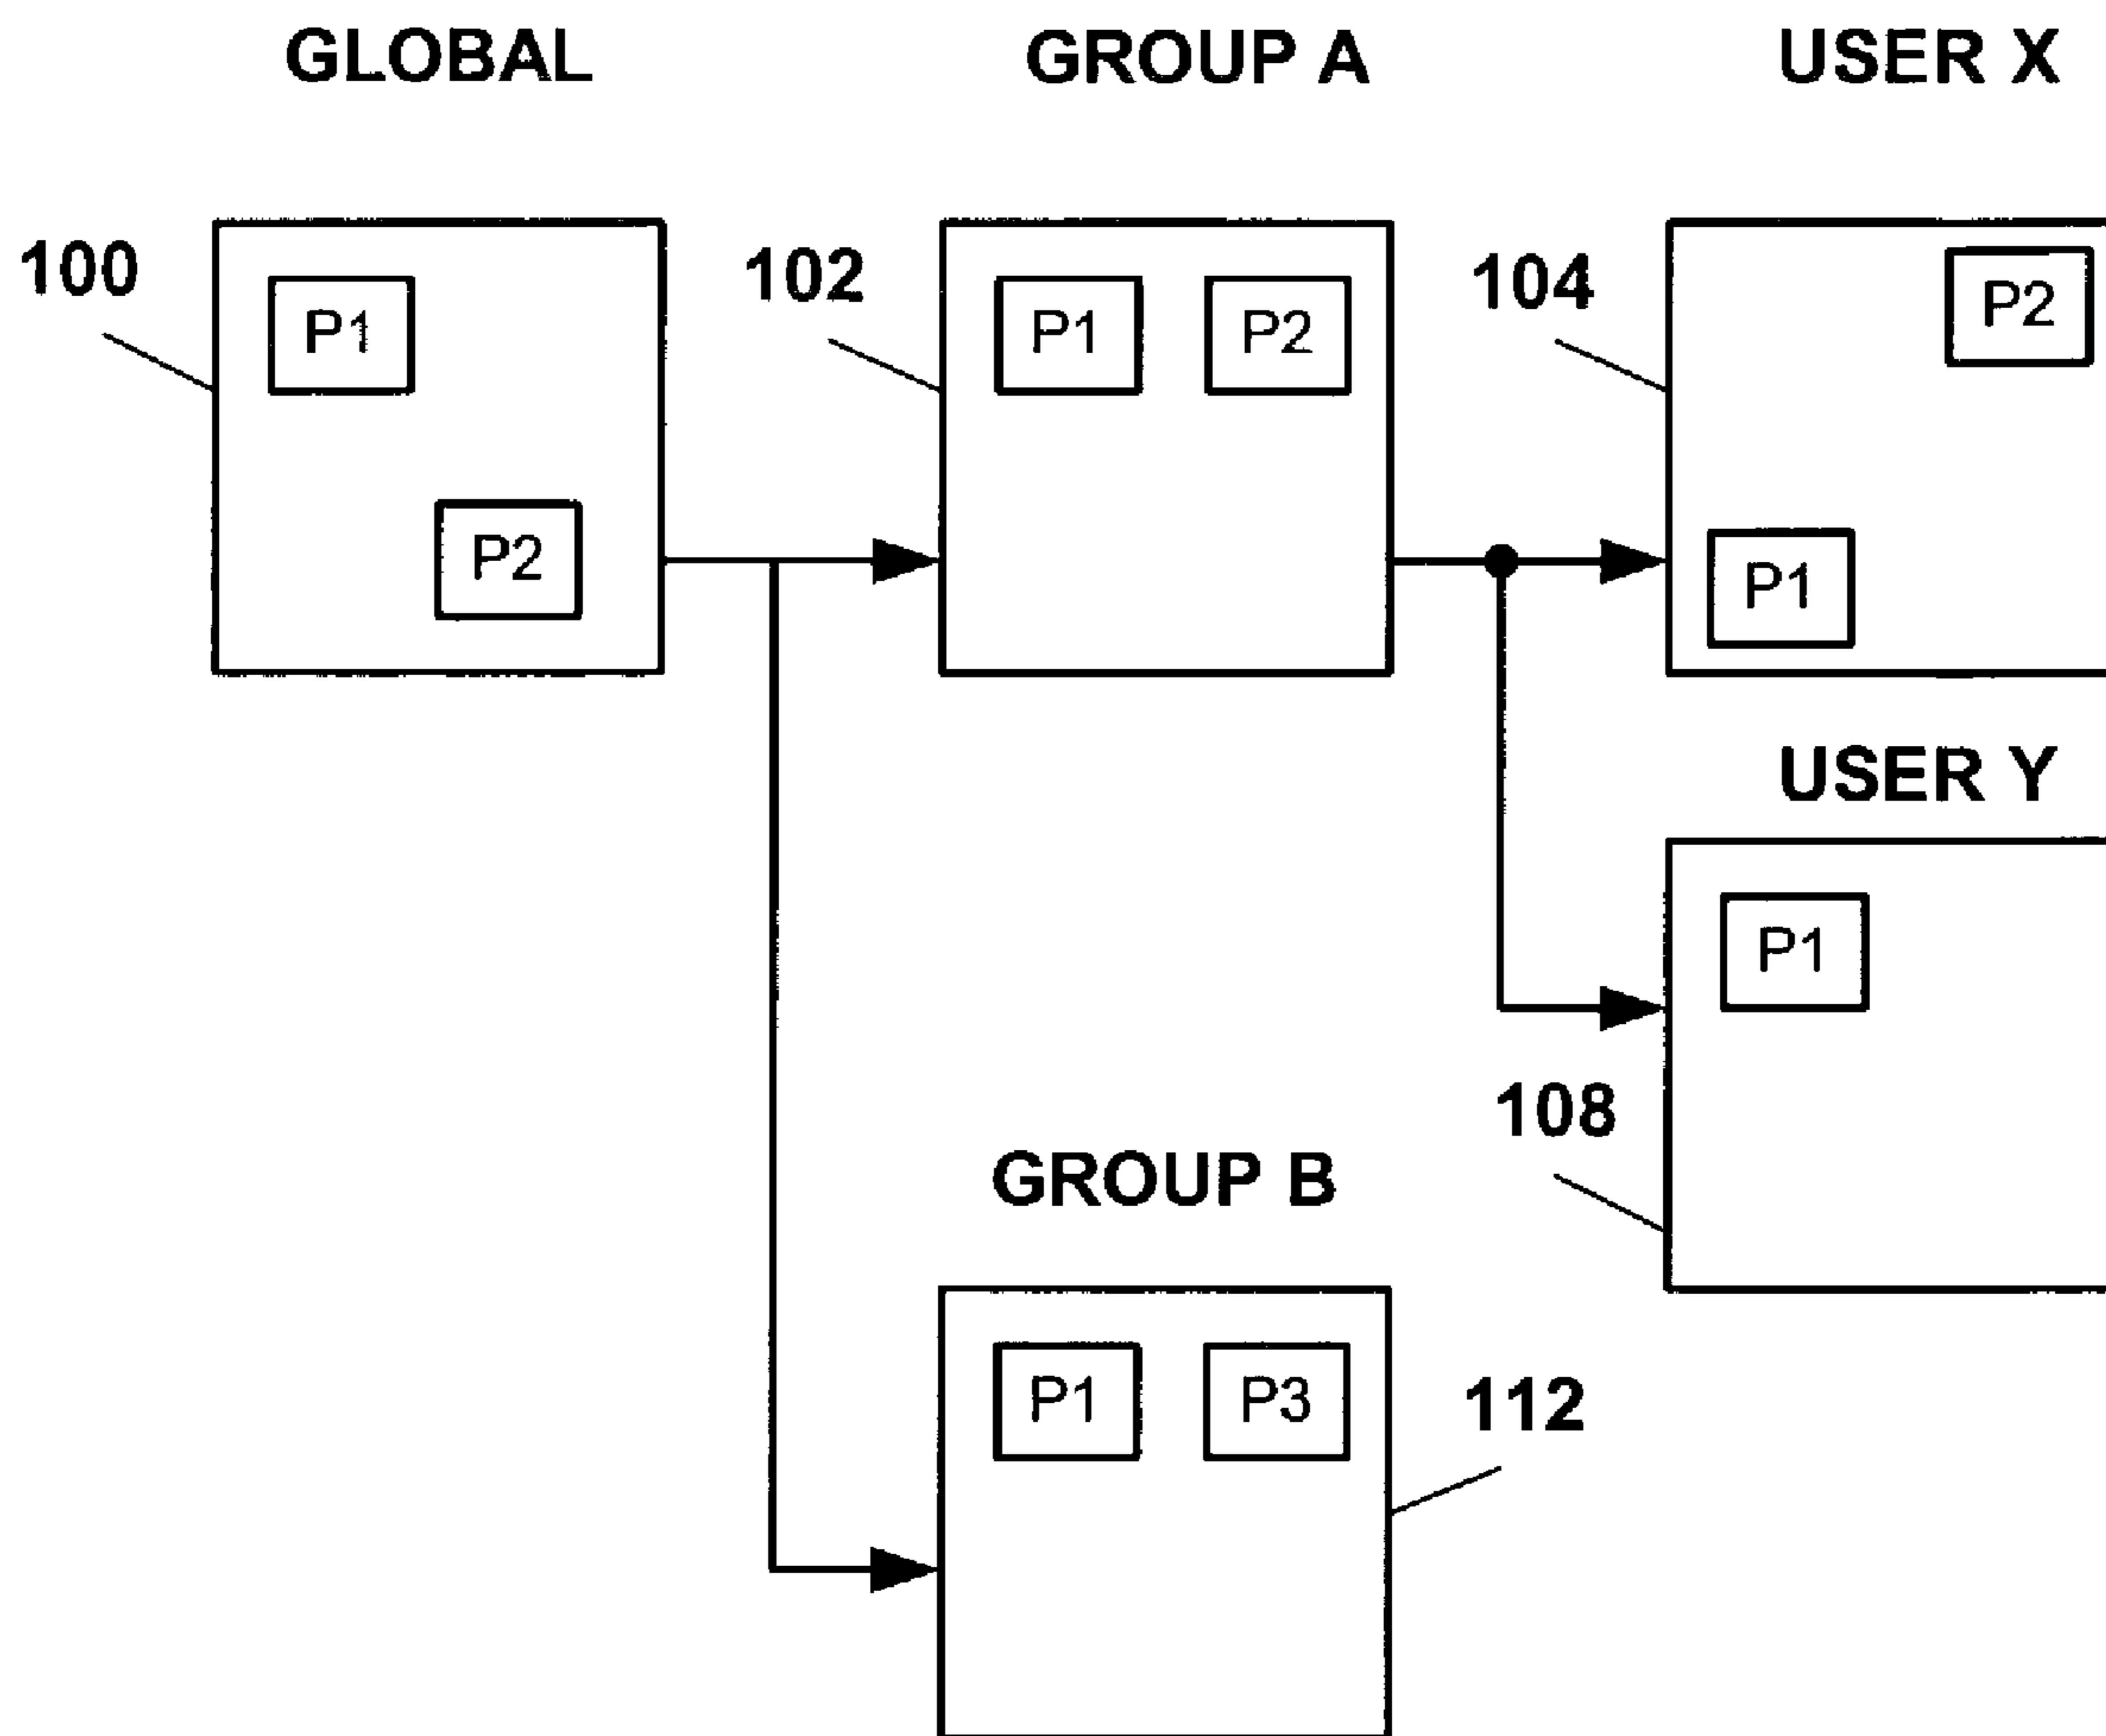 GLOBAL
GROUP A
USER X
100
P1
P2
102
P1
P2
104
P2
P1
USER Y
P1
108
GROUP B
P1
P3
112